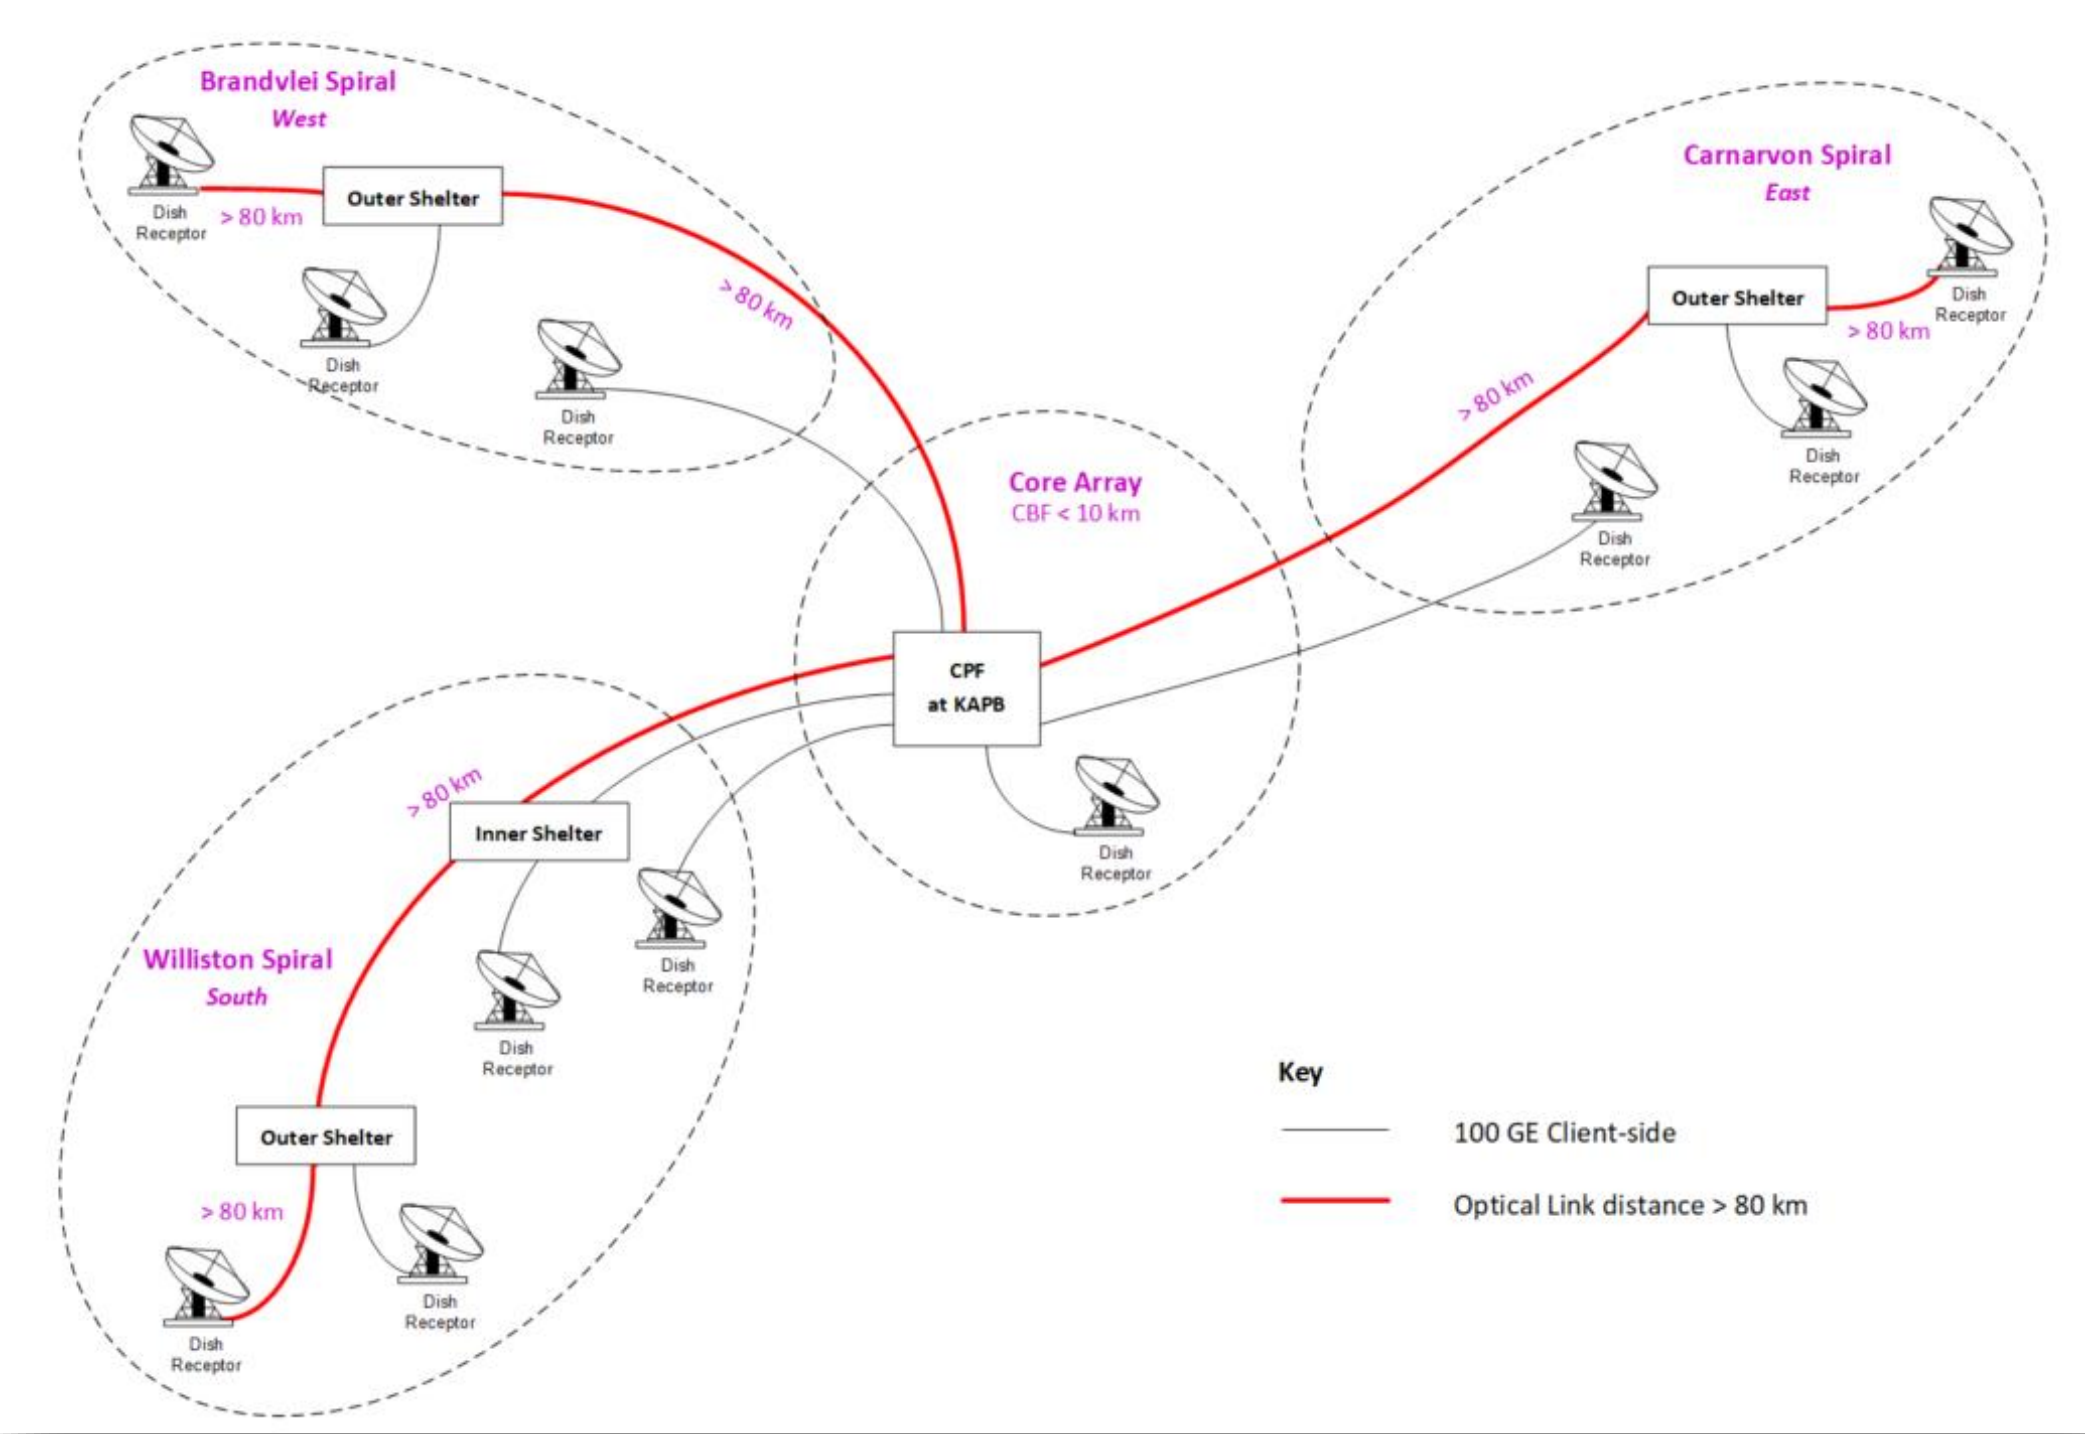 Brandvlei Spiral
West
Dish
Receptor
> 80 km
Outer Shelter
Dish
Receptor
Dish
Receptor
> 80 km
Carnarvon Spiral
East
Outer Shelter
Dish
Receptor
> 80 km
> 80 km
Dish
Receptor
Dish
Receptor
Core Array
CBF < 10 km
CPF
at KAPB
Dish
Receptor
> 80 km
Inner Shelter
Dish
Receptor
Dish
Receptor
Williston Spiral
South
Outer Shelter
> 80 km
Dish
Receptor
Dish
Receptor
Key
100 GE Client-side
Optical Link distance > 80 km